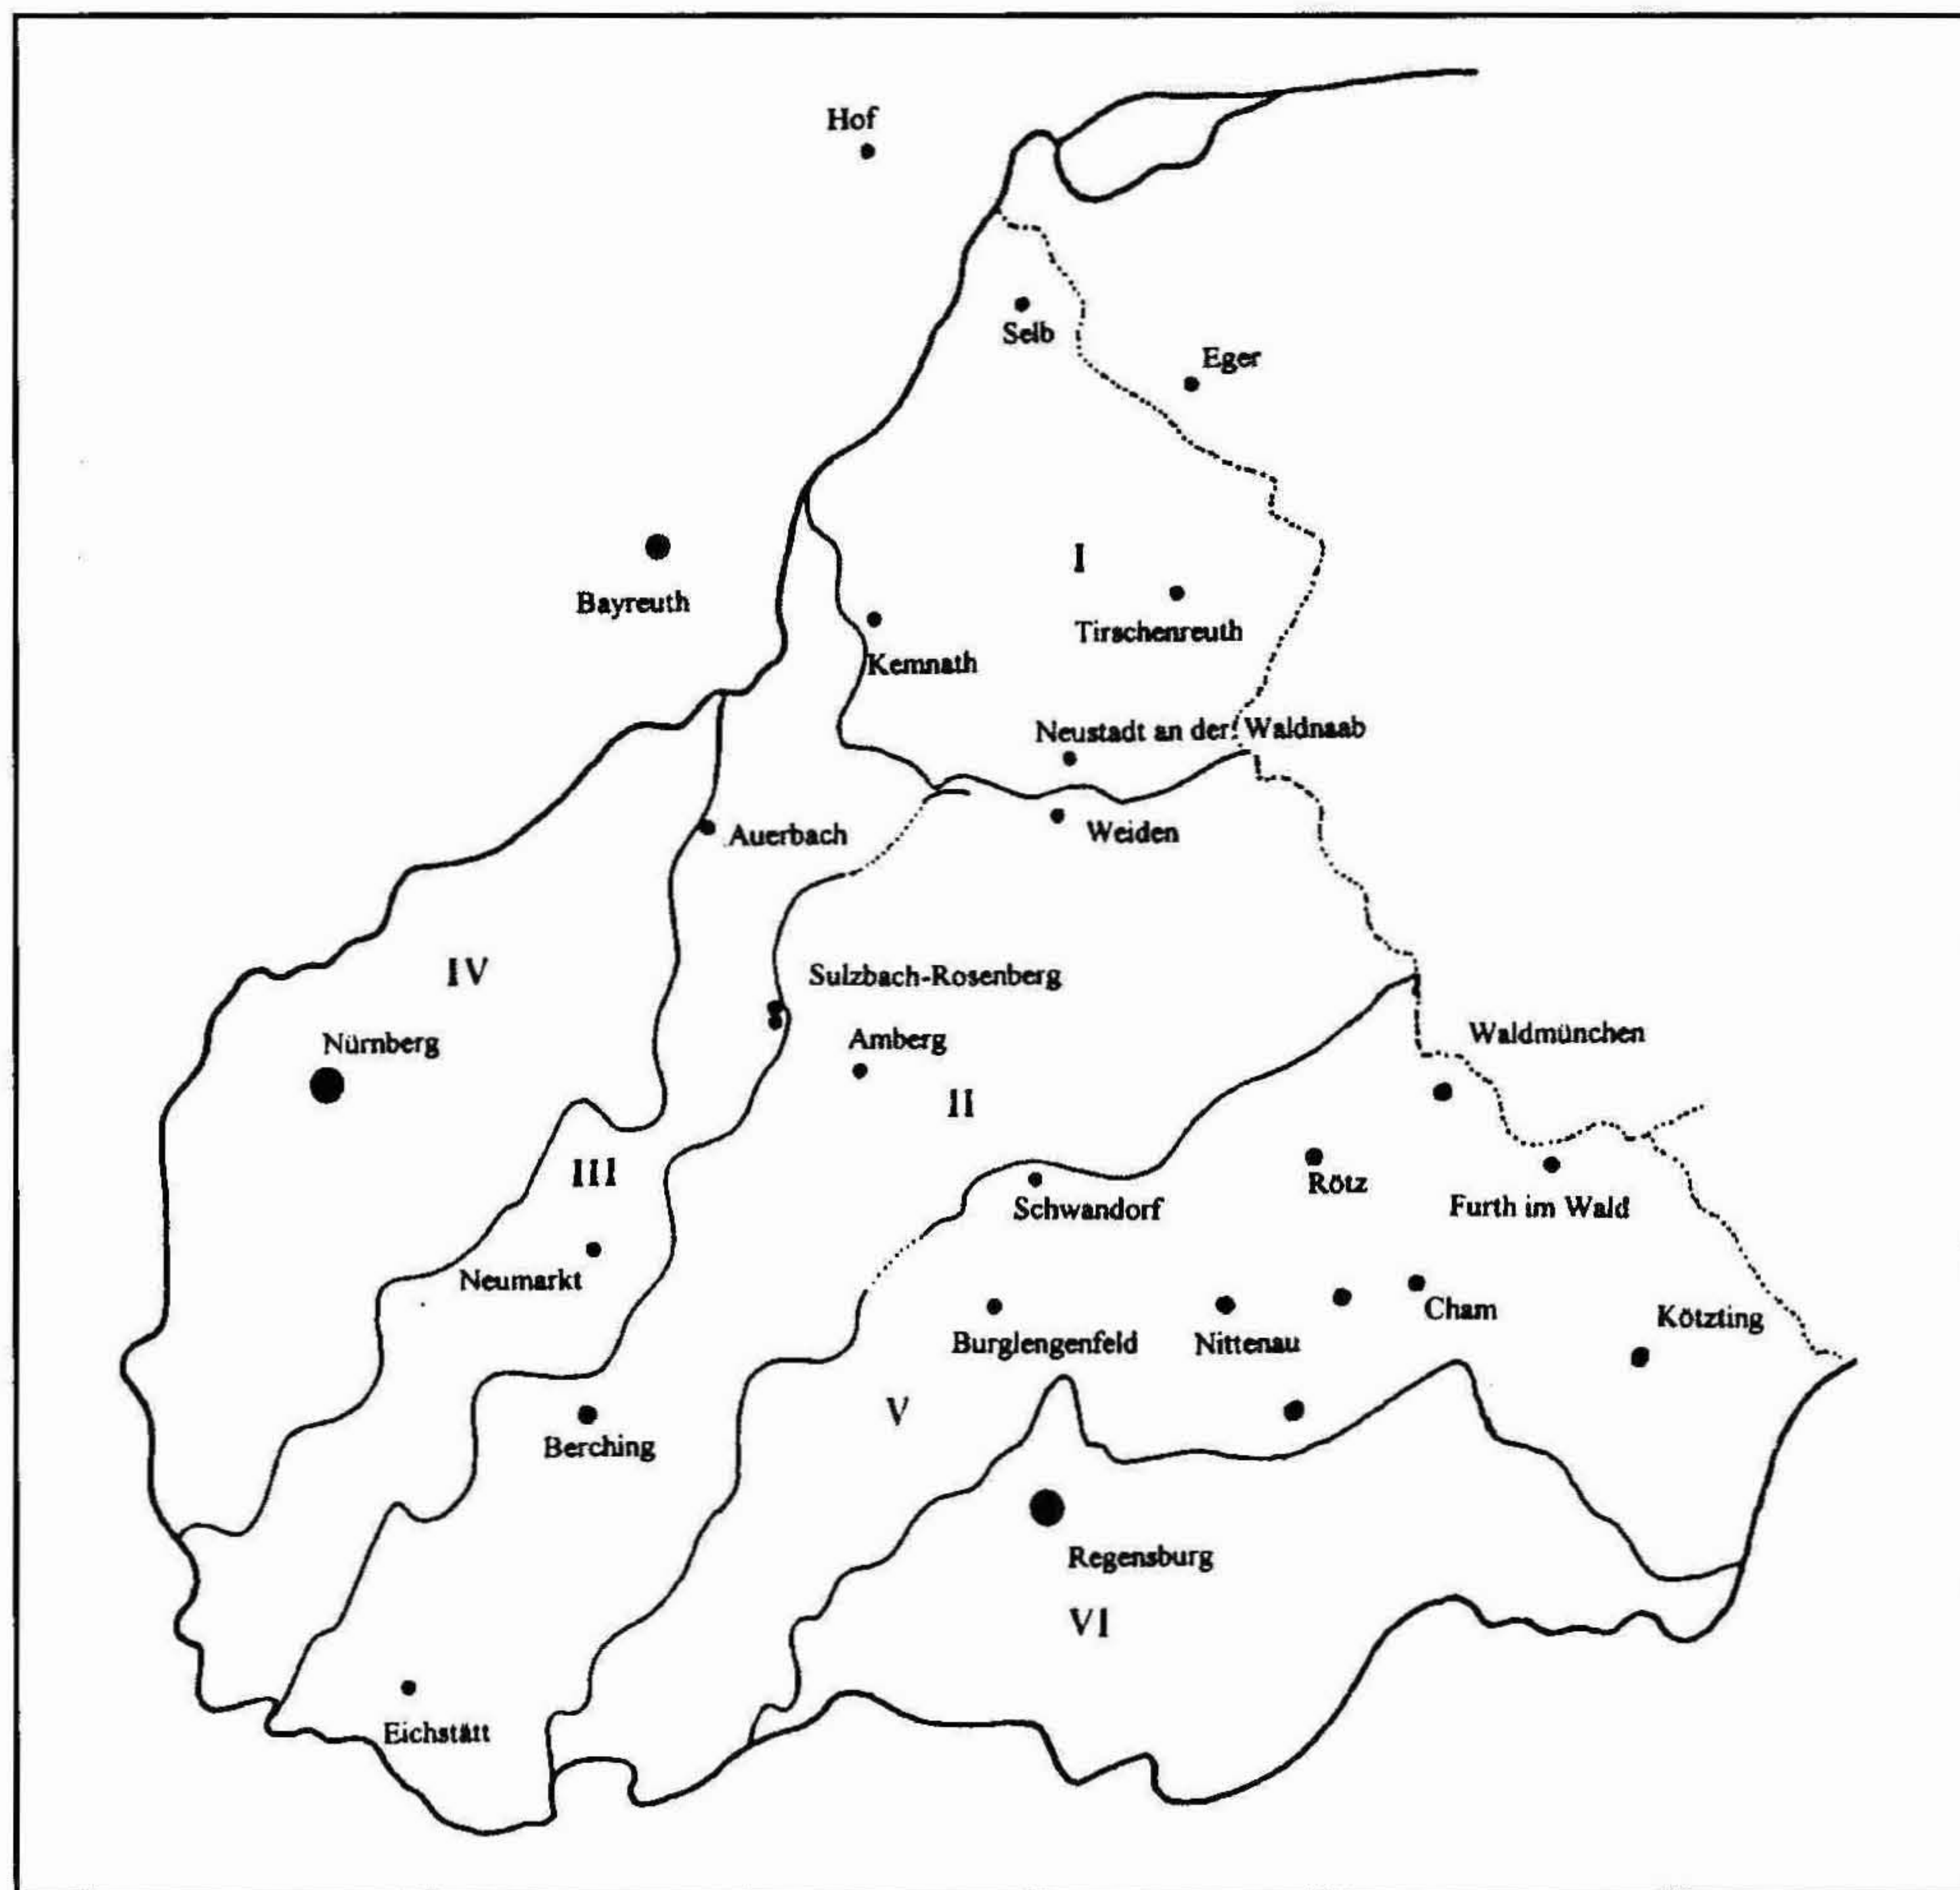 Hof
Selb
Eger
I
Bayreuth
Tirschenreuth
Kemnath
Neustadt an der Waldnaab
Weiden
Auerbach
IV
Sulzbach-Rosenberg
Nürnberg
Amberg
Waldmünchen
II
III
Rötz
Schwandorf
Furth im Wald
Neumarkt
Cham
Kötzting
Burglengenfeld
Nittenau
V
Berching
Regensburg
VI
Eichstätt